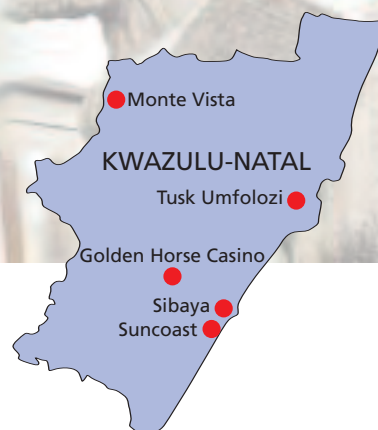 Monte Vista
KWAZULU-NATAL
Tusk Umfolozi
Golden Horse Casino
Sibaya
Suncoast